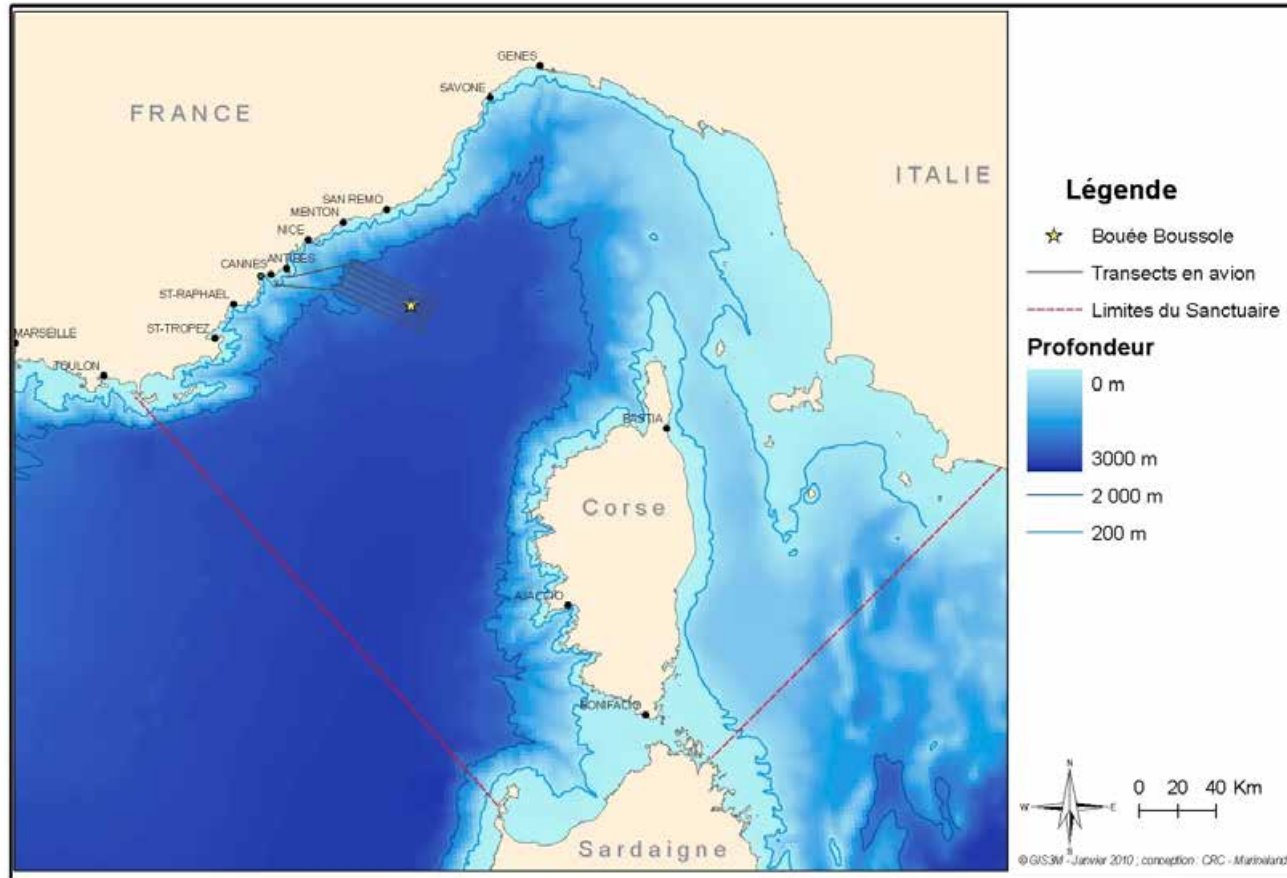 GENES
SAVONE
FRANCE
ITALIE
SAN REMO
MENTON
NICE
ANTIBES
CANNES
ST-RAPHAEL
ST-TROPEZ
MARSEILLE
TOULON
BASTIA
Corse
AJACCIO
BONIFACIO
Sardaigne
Légende
Bouée Boussole
Transects en avion
Limites du Sanctuaire
Profondeur
0 m
3000 m
2 000 m
200 m
N
W
E
S
0 20 40 Km
© GIS3M - Janvier 2010 ; conception : CRC - Marineland